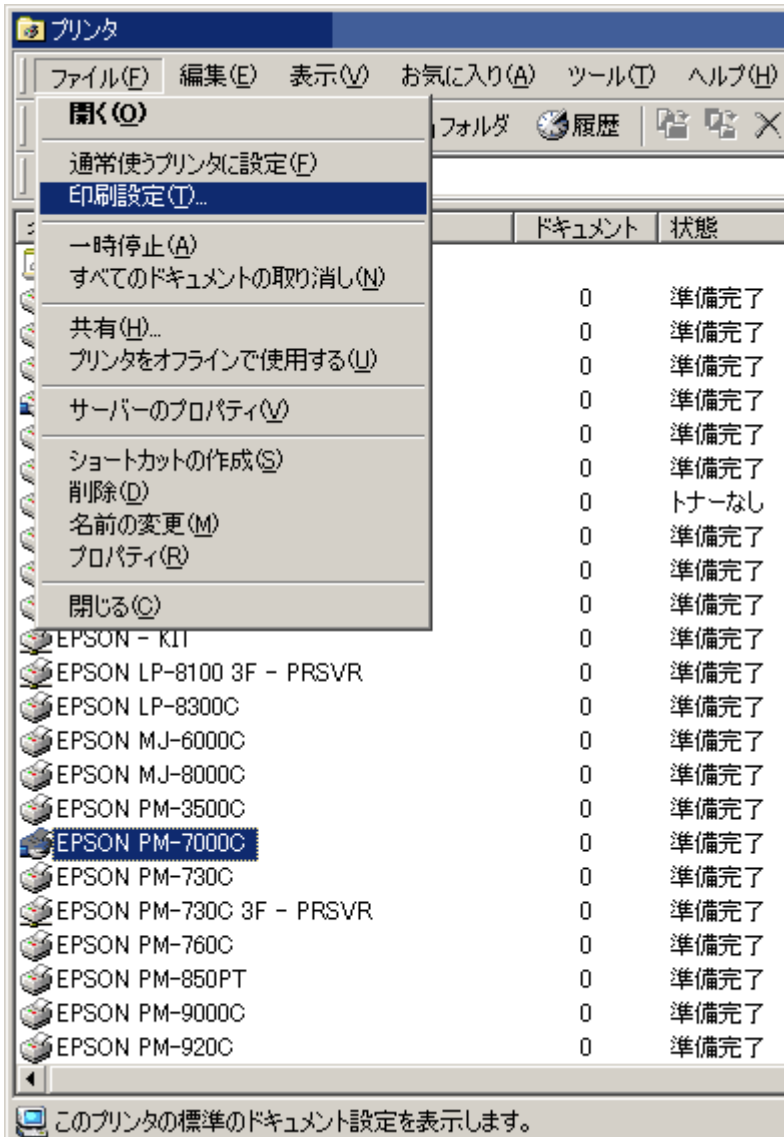 プリンタ
ファイル(F) 編集(E) 表示(V) お気に入り(A) ツール(T) ヘルプ(H)
開く(O)
フォルダ 履歴
通常使うプリンタに設定(F)
印刷設定(T)...
ドキュメント 状態
一時停止(A)
すべてのドキュメントの取り消し(N)
0 準備完了
共有(H)...
0 準備完了
プリンタをオフラインで使用する(U)
0 準備完了
サーバーのプロパティ(V)
0 準備完了
0 準備完了
ショートカットの作成(S)
0 準備完了
削除(D)
0 トナーなし
名前の変更(M)
0 準備完了
プロパティ(R)
0 準備完了
閉じる(C)
0 準備完了
EPSON - KIT 0 準備完了
EPSON LP-8100 3F - PRSVR 0 準備完了
EPSON LP-8300C 0 準備完了
EPSON MJ-6000C 0 準備完了
EPSON MJ-8000C 0 準備完了
EPSON PM-3500C 0 準備完了
EPSON PM-7000C 0 準備完了
EPSON PM-730C 0 準備完了
EPSON PM-730C 3F - PRSVR 0 準備完了
EPSON PM-760C 0 準備完了
EPSON PM-850PT 0 準備完了
EPSON PM-9000C 0 準備完了
EPSON PM-920C 0 準備完了
このプリンタの標準のドキュメント設定を表示します。